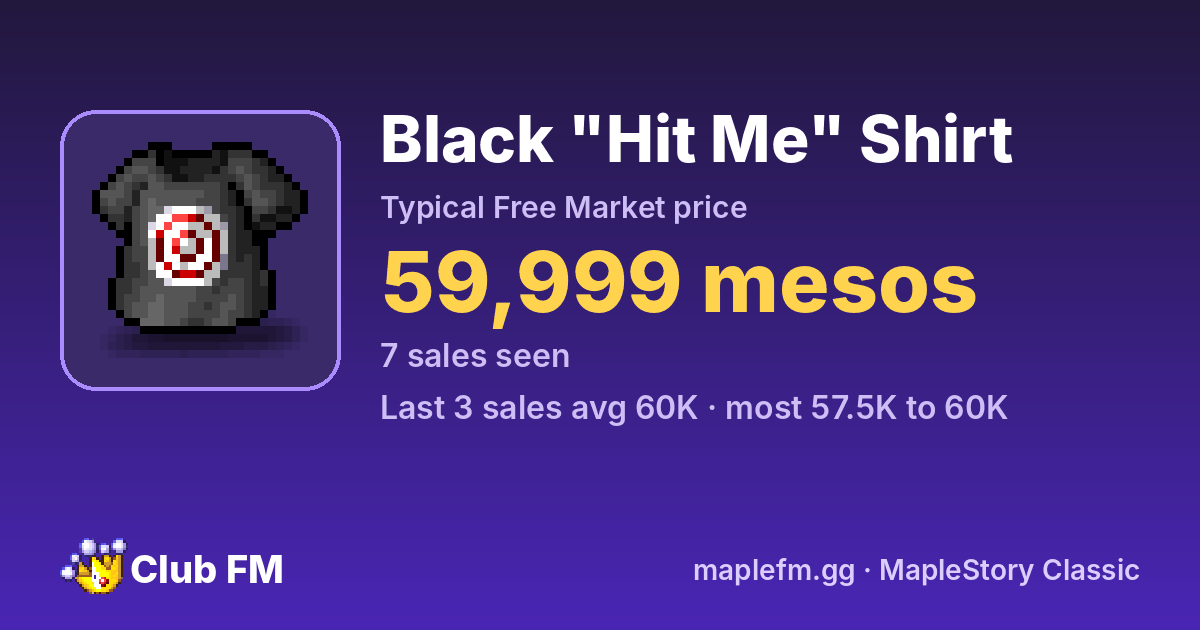 Black "Hit Me" Shirt
Typical Free Market price
59,999 mesos
7 sales seen
Last 3 sales avg 60K · most 57.5K to 60K
Club FM
maplefm.gg · MapleStory Classic